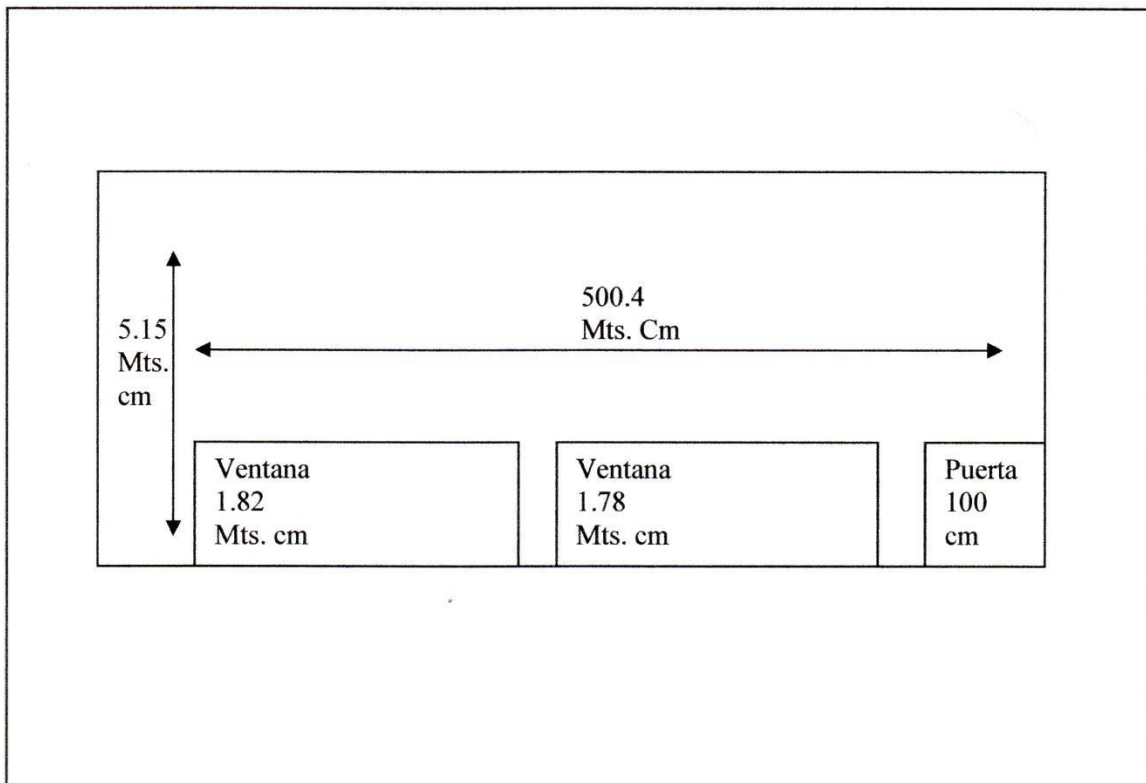 500.4
Mts. Cm
5.15
Mts.
cm
Ventana
1.82
Mts. cm
Ventana
1.78
Mts. cm
Puerta
100
cm